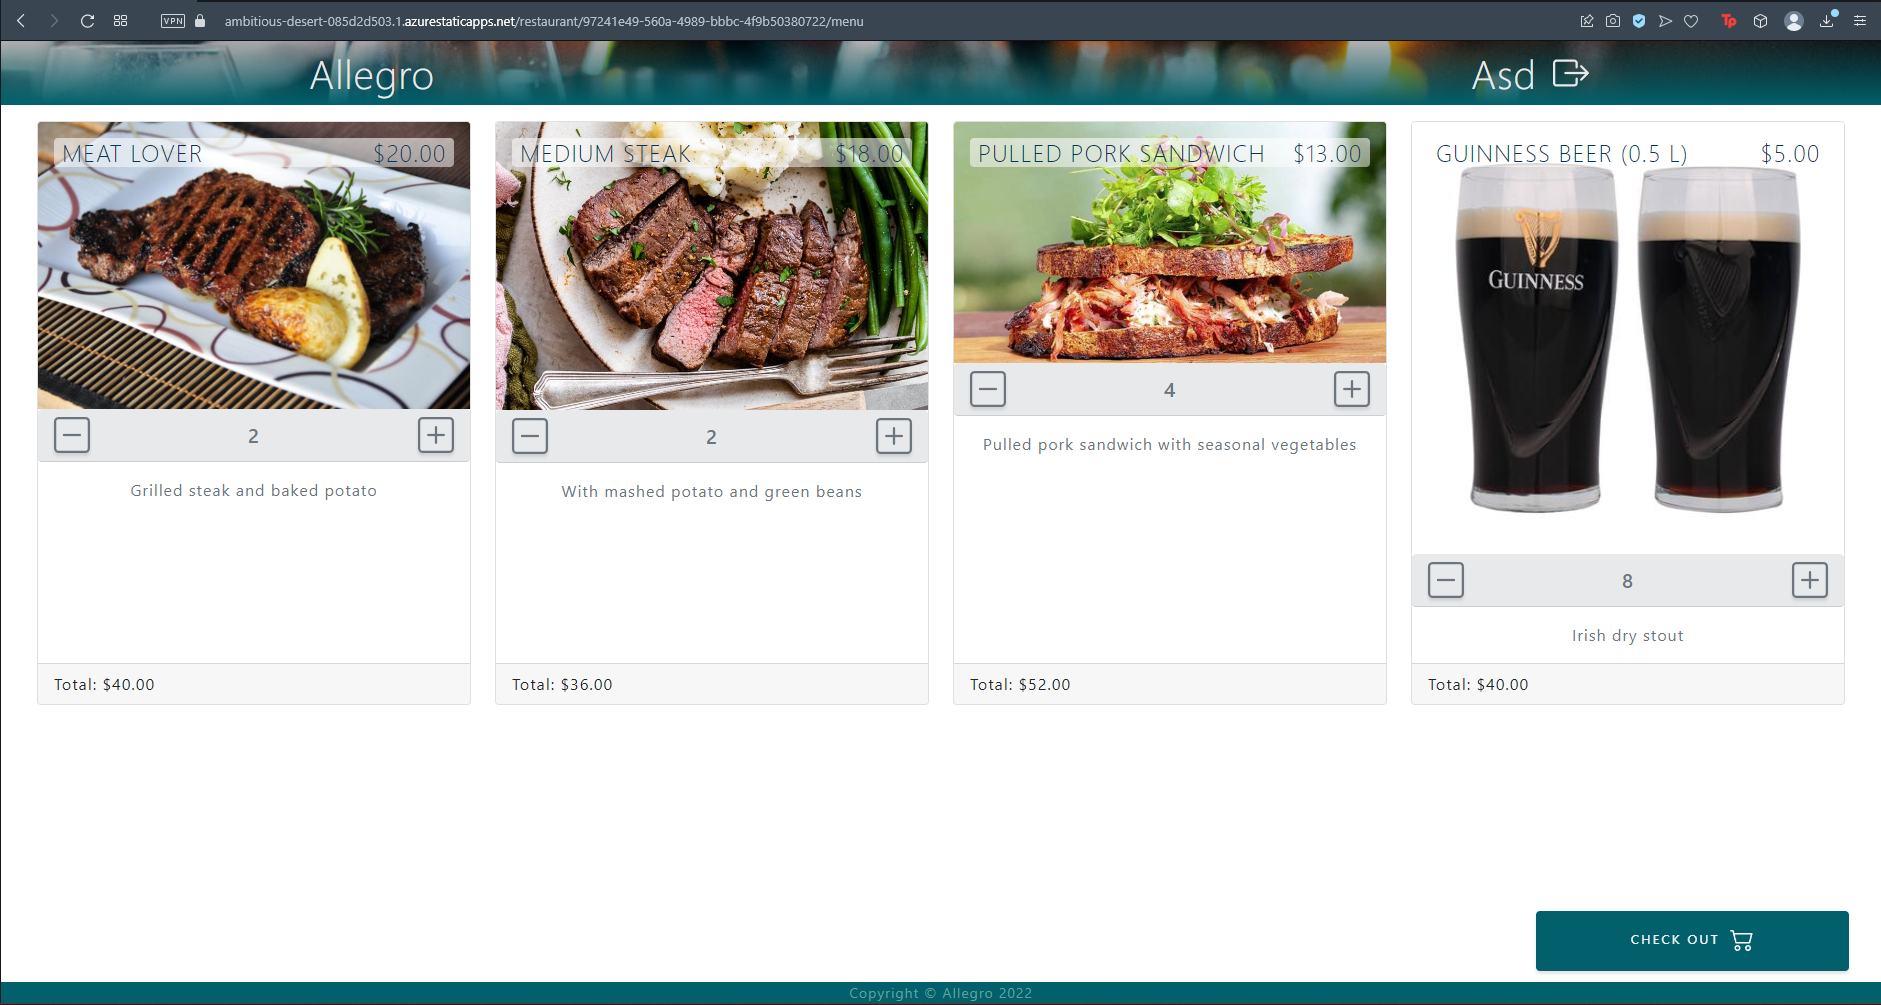 VPN
ambitious-desert-085d2d503.1.azurestaticapps.net/restaurant/97241e49-560a-4989-bbbc-4f9b50380722/menu
Tp
Allegro
Asd
MEAT LOVER $20.00
2
Grilled steak and baked potato
Total: $40.00
MEDIUM STEAK $18.00
2
With mashed potato and green beans
Total: $36.00
PULLED PORK SANDWICH $13.00
4
Pulled pork sandwich with seasonal vegetables
Total: $52.00
GUINNESS BEER (0.5 L) $5.00
GUINNESS
8
Irish dry stout
Total: $40.00
CHECK OUT
Copyright © Allegro 2022